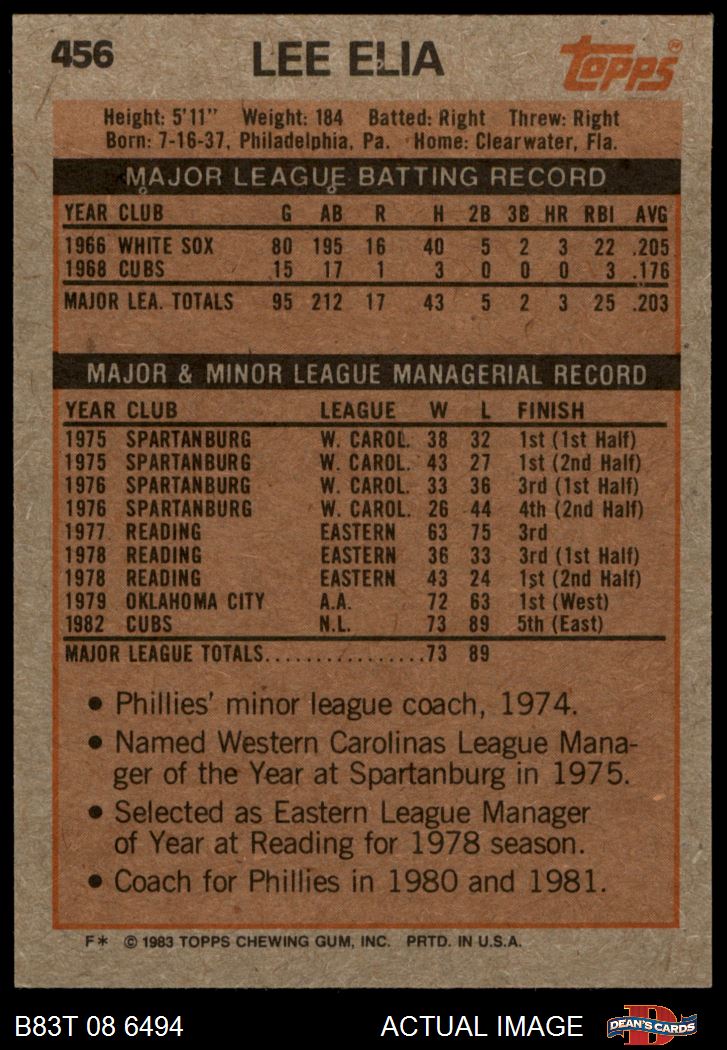 456 LEE ELIA Topps®
Height: 5'11" Weight: 184 Batted: Right Threw: Right
Born: 7-16-37, Philadelphia, Pa. Home: Clearwater, Fla.
MAJOR LEAGUE BATTING RECORD
YEAR CLUB G AB R H 2B 3B HR RBI AVG
1966 WHITE SOX 80 195 16 40 5 2 3 22 .205
1968 CUBS 15 17 1 3 0 0 0 3 .176
MAJOR LEA. TOTALS 95 212 17 43 5 2 3 25 .203
MAJOR & MINOR LEAGUE MANAGERIAL RECORD
YEAR CLUB LEAGUE W L FINISH
1975 SPARTANBURG W. CAROL. 38 32 1st (1st Half)
1975 SPARTANBURG W. CAROL. 43 27 1st (2nd Half)
1976 SPARTANBURG W. CAROL. 33 36 3rd (1st Half)
1976 SPARTANBURG W. CAROL. 26 44 4th (2nd Half)
1977 READING EASTERN 63 75 3rd
1978 READING EASTERN 36 33 3rd (1st Half)
1978 READING EASTERN 43 24 1st (2nd Half)
1979 OKLAHOMA CITY A.A. 72 63 1st (West)
1982 CUBS N.L. 73 89 5th (East)
MAJOR LEAGUE TOTALS................73 89
• Phillies' minor league coach, 1974.
• Named Western Carolinas League Mana-
ger of the Year at Spartanburg in 1975.
• Selected as Eastern League Manager
of Year at Reading for 1978 season.
• Coach for Phillies in 1980 and 1981.
F* © 1983 TOPPS CHEWING GUM, INC. PRTD. IN U.S.A.
B83T 08 6494 ACTUAL IMAGE DEAN'S CARDS